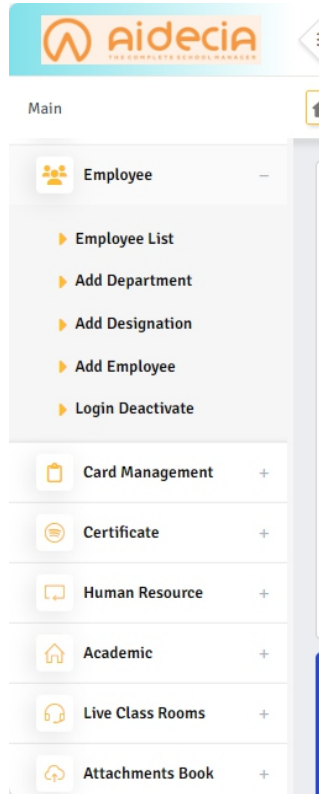 aidecia
THE COMPLETE SCHOOL MANAGER
Main
Employee
Employee List
Add Department
Add Designation
Add Employee
Login Deactivate
Card Management
Certificate
Human Resource
Academic
Live Class Rooms
Attachments Book